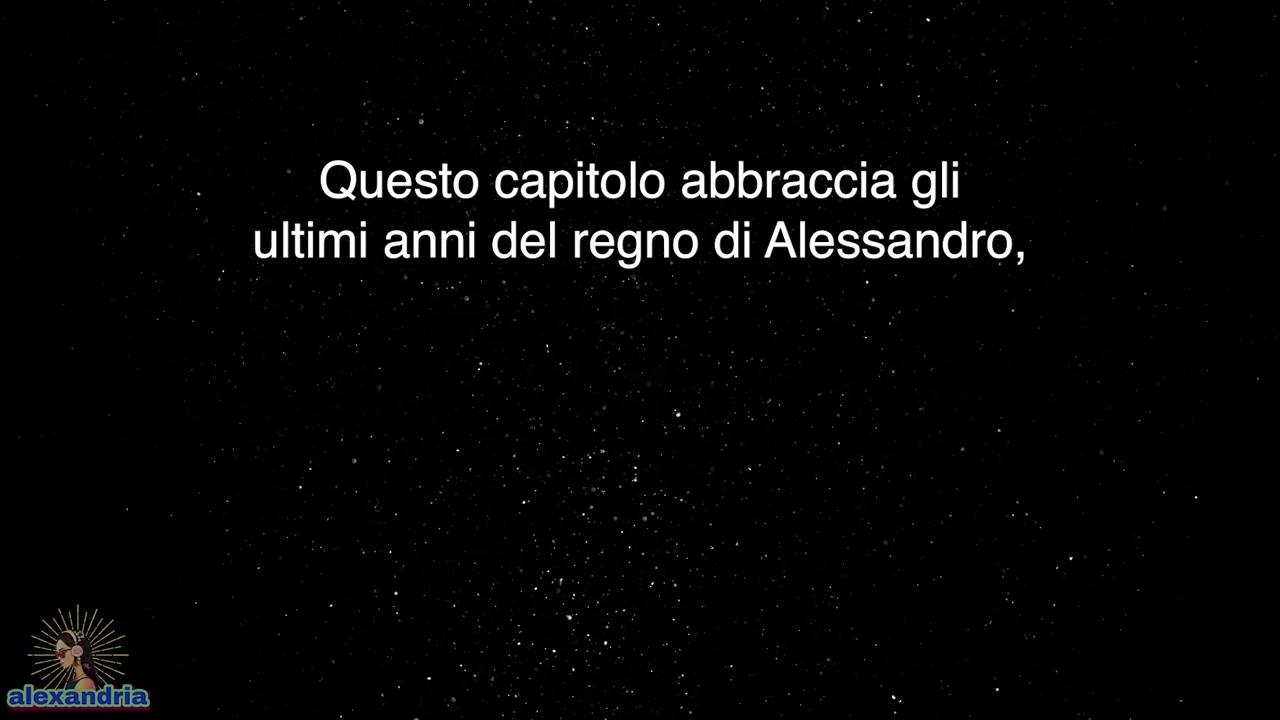 Questo capitolo abbraccia gli
ultimi anni del regno di Alessandro,
alexandria